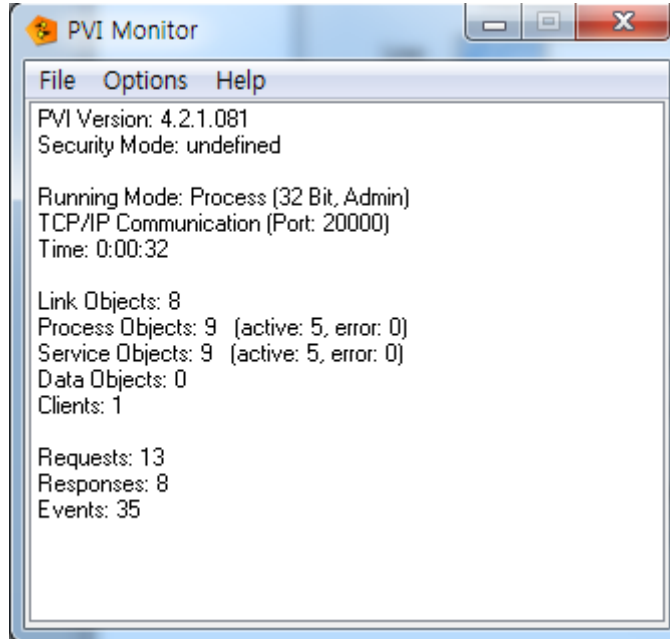 PVI Monitor
File Options Help
PVI Version: 4.2.1.081
Security Mode: undefined
Running Mode: Process (32 Bit, Admin)
TCP/IP Communication (Port: 20000)
Time: 0:00:32
Link Objects: 8
Process Objects: 9 (active: 5, error: 0)
Service Objects: 9 (active: 5, error: 0)
Data Objects: 0
Clients: 1
Requests: 13
Responses: 8
Events: 35